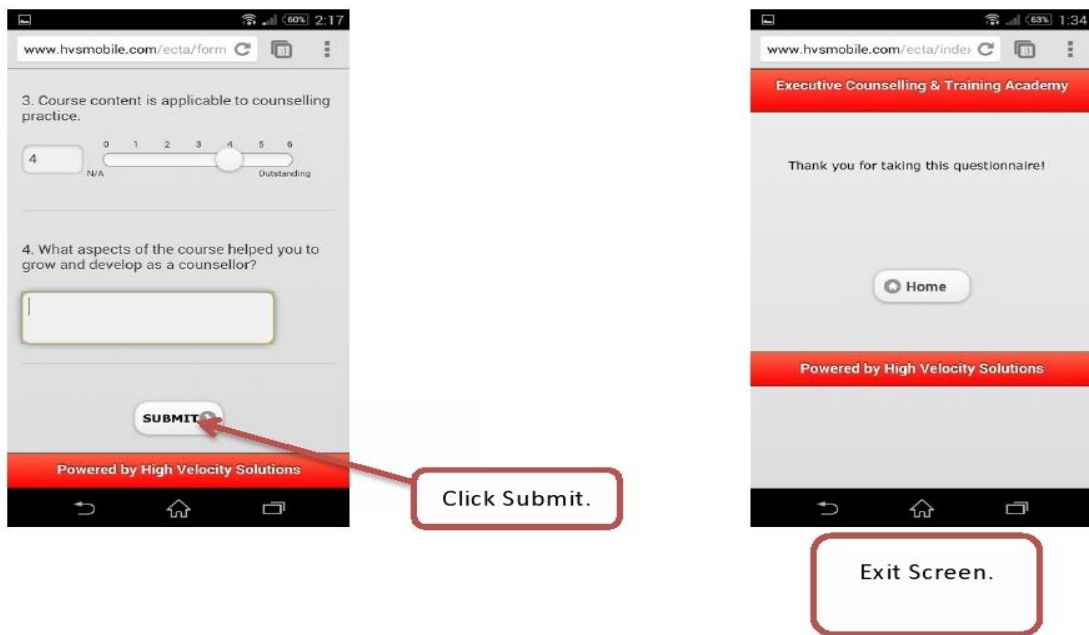 60% 2:17
www.hvsmobile.com/ecta/form
3. Course content is applicable to counselling
practice.
0 1 2 3 4 5 6
4
N/A Outstanding
4. What aspects of the course helped you to
grow and develop as a counsellor?
SUBMIT
Powered by High Velocity Solutions
Click Submit.
63% 1:34
www.hvsmobile.com/ecta/inde
Executive Counselling & Training Academy
Thank you for taking this questionnaire!
Home
Powered by High Velocity Solutions
Exit Screen.